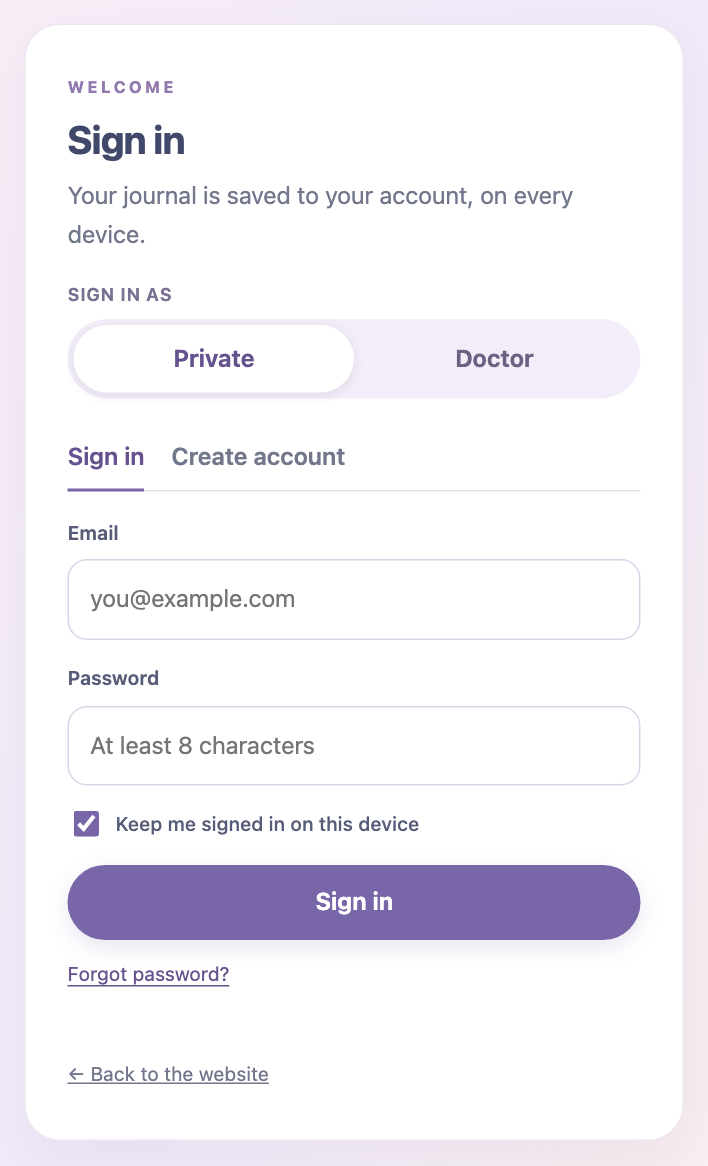 WELCOME
Sign in
Your journal is saved to your account, on every
device.
SIGN IN AS
Private
Doctor
Sign in
Create account
Email
you@example.com
Password
At least 8 characters
Keep me signed in on this device
Sign in
Forgot password?
← Back to the website